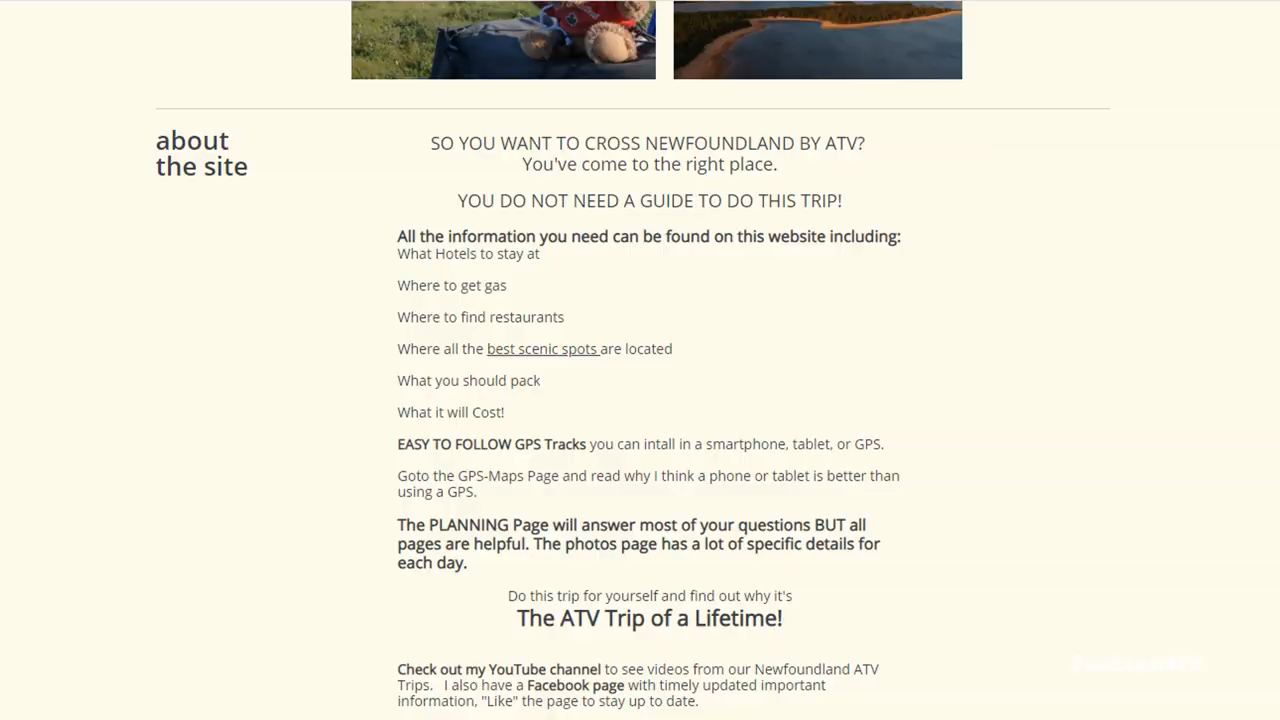 about
the site
SO YOU WANT TO CROSS NEWFOUNDLAND BY ATV?
You've come to the right place.
YOU DO NOT NEED A GUIDE TO DO THIS TRIP!
All the information you need can be found on this website including:
What Hotels to stay at
Where to get gas
Where to find restaurants
Where all the best scenic spots are located
What you should pack
What it will Cost!
EASY TO FOLLOW GPS Tracks you can intall in a smartphone, tablet, or GPS.
Goto the GPS-Maps Page and read why I think a phone or tablet is better than
using a GPS.
The PLANNING Page will answer most of your questions BUT all
pages are helpful. The photos page has a lot of specific details for
each day.
Do this trip for yourself and find out why it's
The ATV Trip of a Lifetime!
Check out my YouTube channel to see videos from our Newfoundland ATV
Trips. I also have a Facebook page with timely updated important
information, "Like" the page to stay up to date.